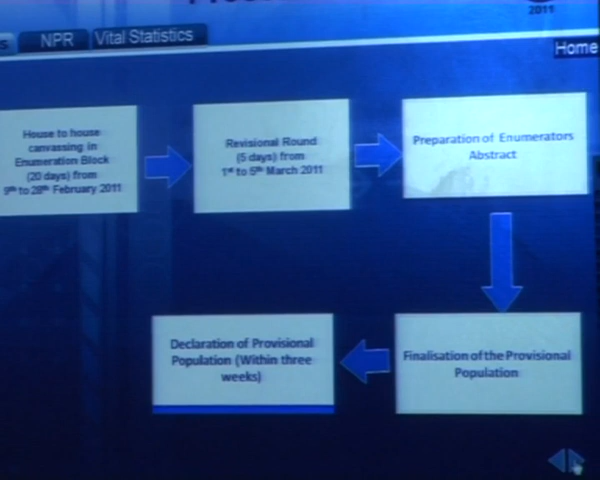 2011
s NPR Vital Statistics
Home
House to house
canvassing in
Enumeration Block
(20 days) from
9th to 28th February 2011
Revisional Round
(5 days) from
1st to 5th March 2011
Preparation of Enumerators
Abstract
Finalisation of the Provisional
Population
Declaration of Provisional
Population (Within three
weeks)